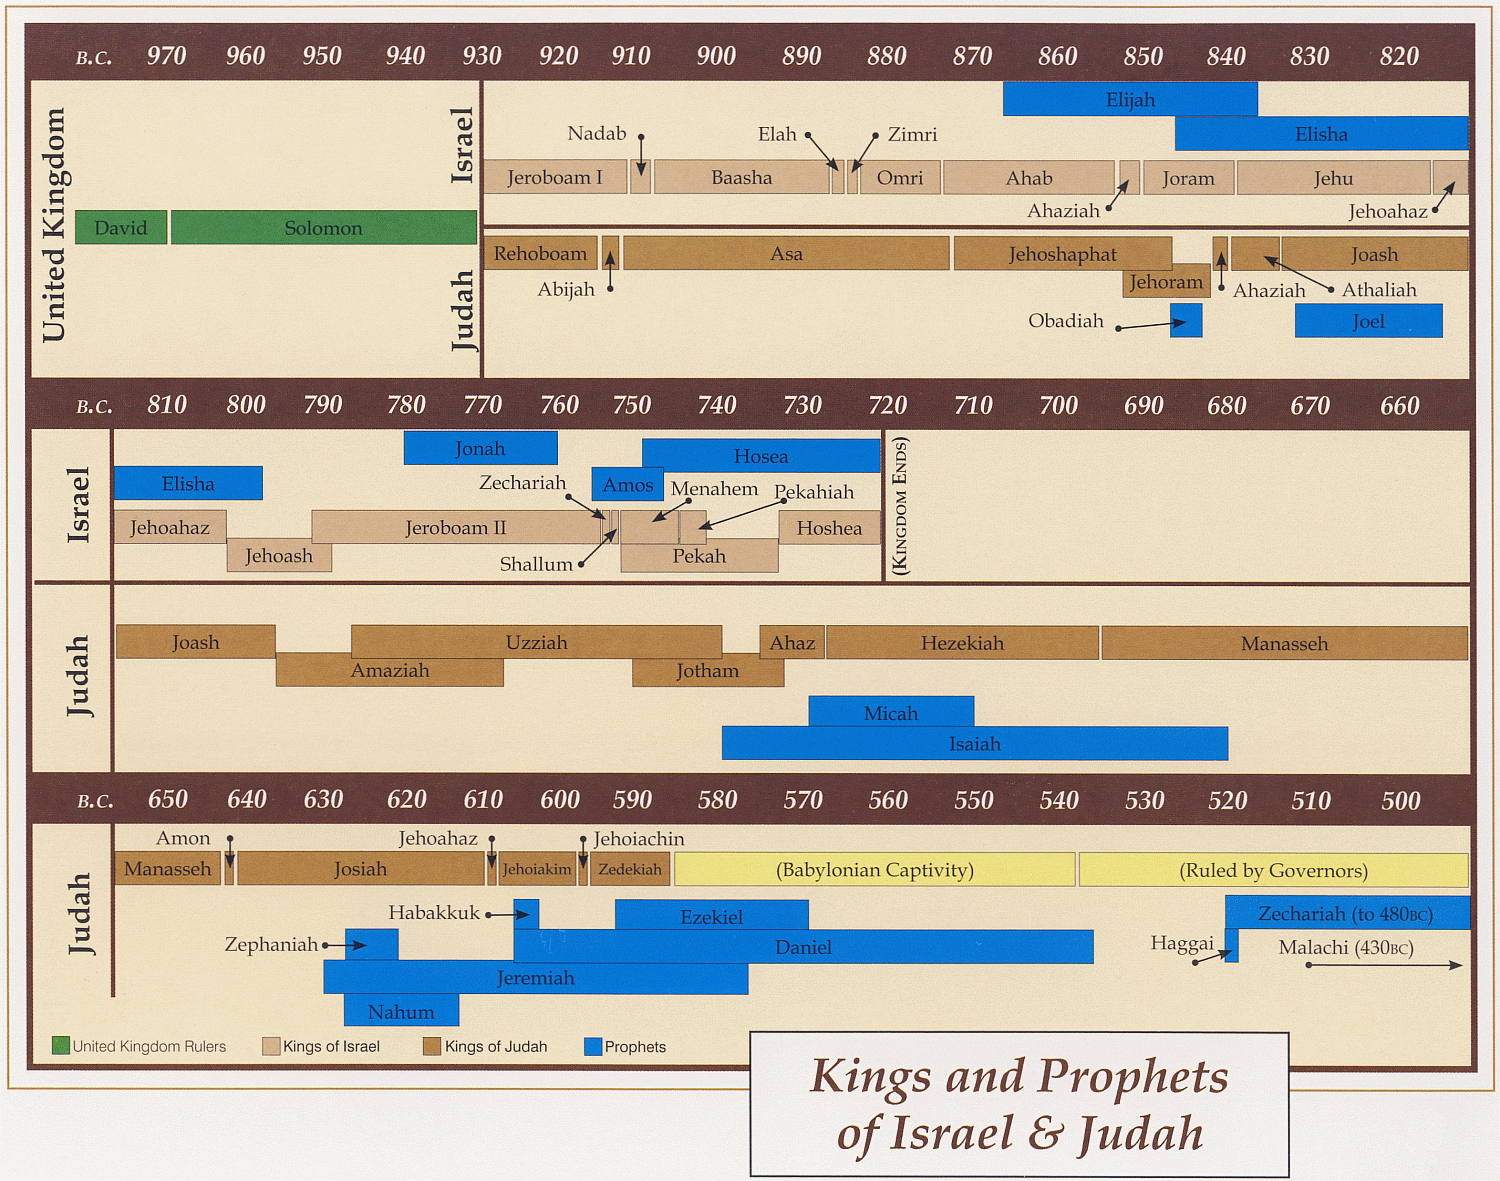 B.C. 970 960 950 940 930 920 910 900 890 880 870 860 850 840 830 820
United Kingdom
Israel
Judah
Elijah
Elisha
Nadab
Elah
Zimri
Jeroboam I
Baasha
Omri
Ahab
Joram
Jehu
Ahaziah
Jehoahaz
David
Solomon
Rehoboam
Asa
Jehoshaphat
Joash
Jehoram
Abijah
Ahaziah
Athaliah
Obadiah
Joel
B.C. 810 800 790 780 770 760 750 740 730 720 710 700 690 680 670 660
Israel
Jonah
Hosea
Elisha
Zechariah
Amos
Menahem
Pekahiah
Jehoahaz
Jeroboam II
Hoshea
Jehoash
Shallum
Pekah
(Kingdom Ends)
Judah
Joash
Uzziah
Ahaz
Hezekiah
Manasseh
Amaziah
Jotham
Micah
Isaiah
B.C. 650 640 630 620 610 600 590 580 570 560 550 540 530 520 510 500
Judah
Amon
Jehoahaz
Jehoiachin
Manasseh
Josiah
Jehoiakim
Zedekiah
(Babylonian Captivity)
(Ruled by Governors)
Habakkuk
Ezekiel
Zechariah (to 480BC)
Zephaniah
Daniel
Haggai
Malachi (430BC)
Jeremiah
Nahum
United Kingdom Rulers
Kings of Israel
Kings of Judah
Prophets
Kings and Prophets
of Israel & Judah